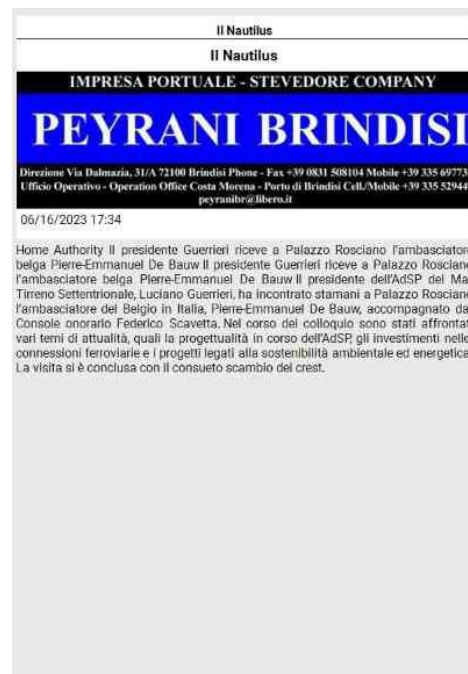 Il Nautilus
Il Nautilus
IMPRESA PORTUALE - STEVEDORE COMPANY
PEYRANI BRINDISI
Direzione Via Dalmazia, 31/A 72100 Brindisi Phone - Fax +39 0831 508104 Mobile +39 335 69773
Ufficio Operativo - Operation Office Costa Morena - Porto di Brindisi Cell./Mobile +39 335 52944
peyranibr@libero.it
06/16/2023 17:34
Home Authority Il presidente Guerrieri riceve a Palazzo Rosciano l'ambasciatore
belga Pierre-Emmanuel De Bauw Il presidente Guerrieri riceve a Palazzo Rosciano
l'ambasciatore belga Pierre-Emmanuel De Bauw Il presidente dell'AdSP del Mar
Tirreno Settentrionale, Luciano Guerrieri, ha incontrato stamani a Palazzo Rosciano
l'ambasciatore del Belgio in Italia, Pierre-Emmanuel De Bauw, accompagnato dal
Console onorario Federico Scavetta. Nel corso del colloquio sono stati affrontati
vari temi di attualità, quali la progettualità in corso dell'AdSP, gli investimenti nelle
connessioni ferroviarie e i progetti legati alla sostenibilità ambientale ed energetica.
La visita si è conclusa con il consueto scambio dei crest.